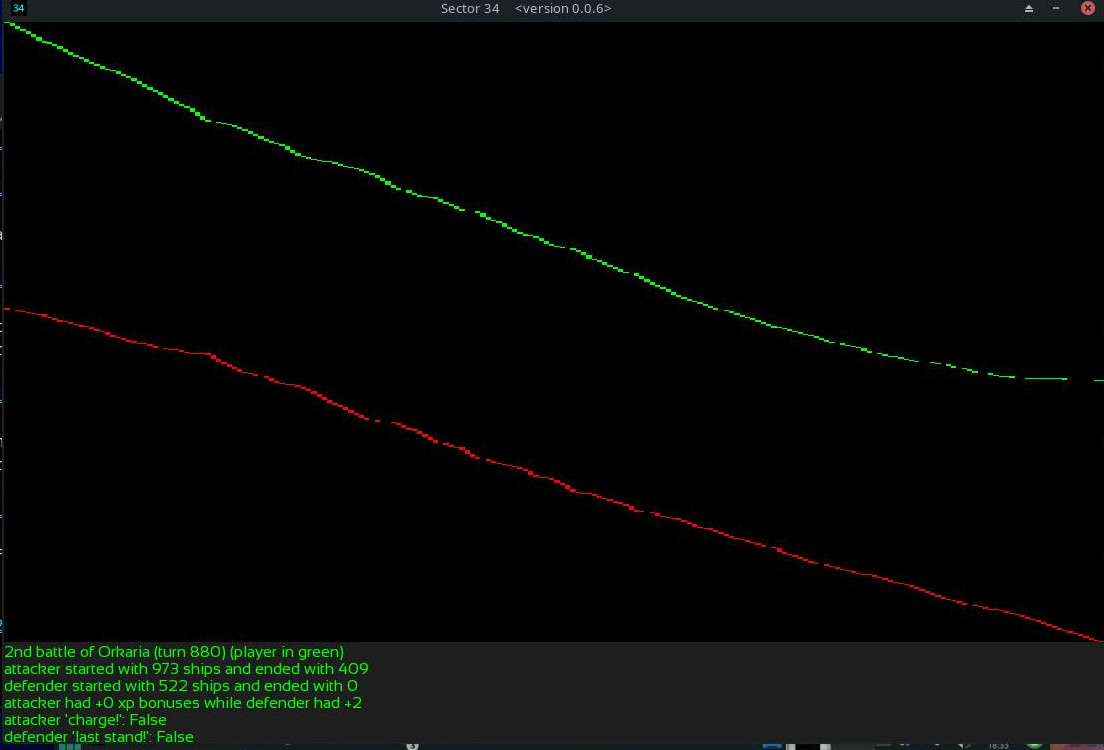 34
Sector 34 <version 0.0.6>
2nd battle of Orkaria (turn 880) (player in green)
attacker started with 973 ships and ended with 409
defender started with 522 ships and ended with 0
attacker had +0 xp bonuses while defender had +2
attacker 'charge!': False
defender 'last stand!': False